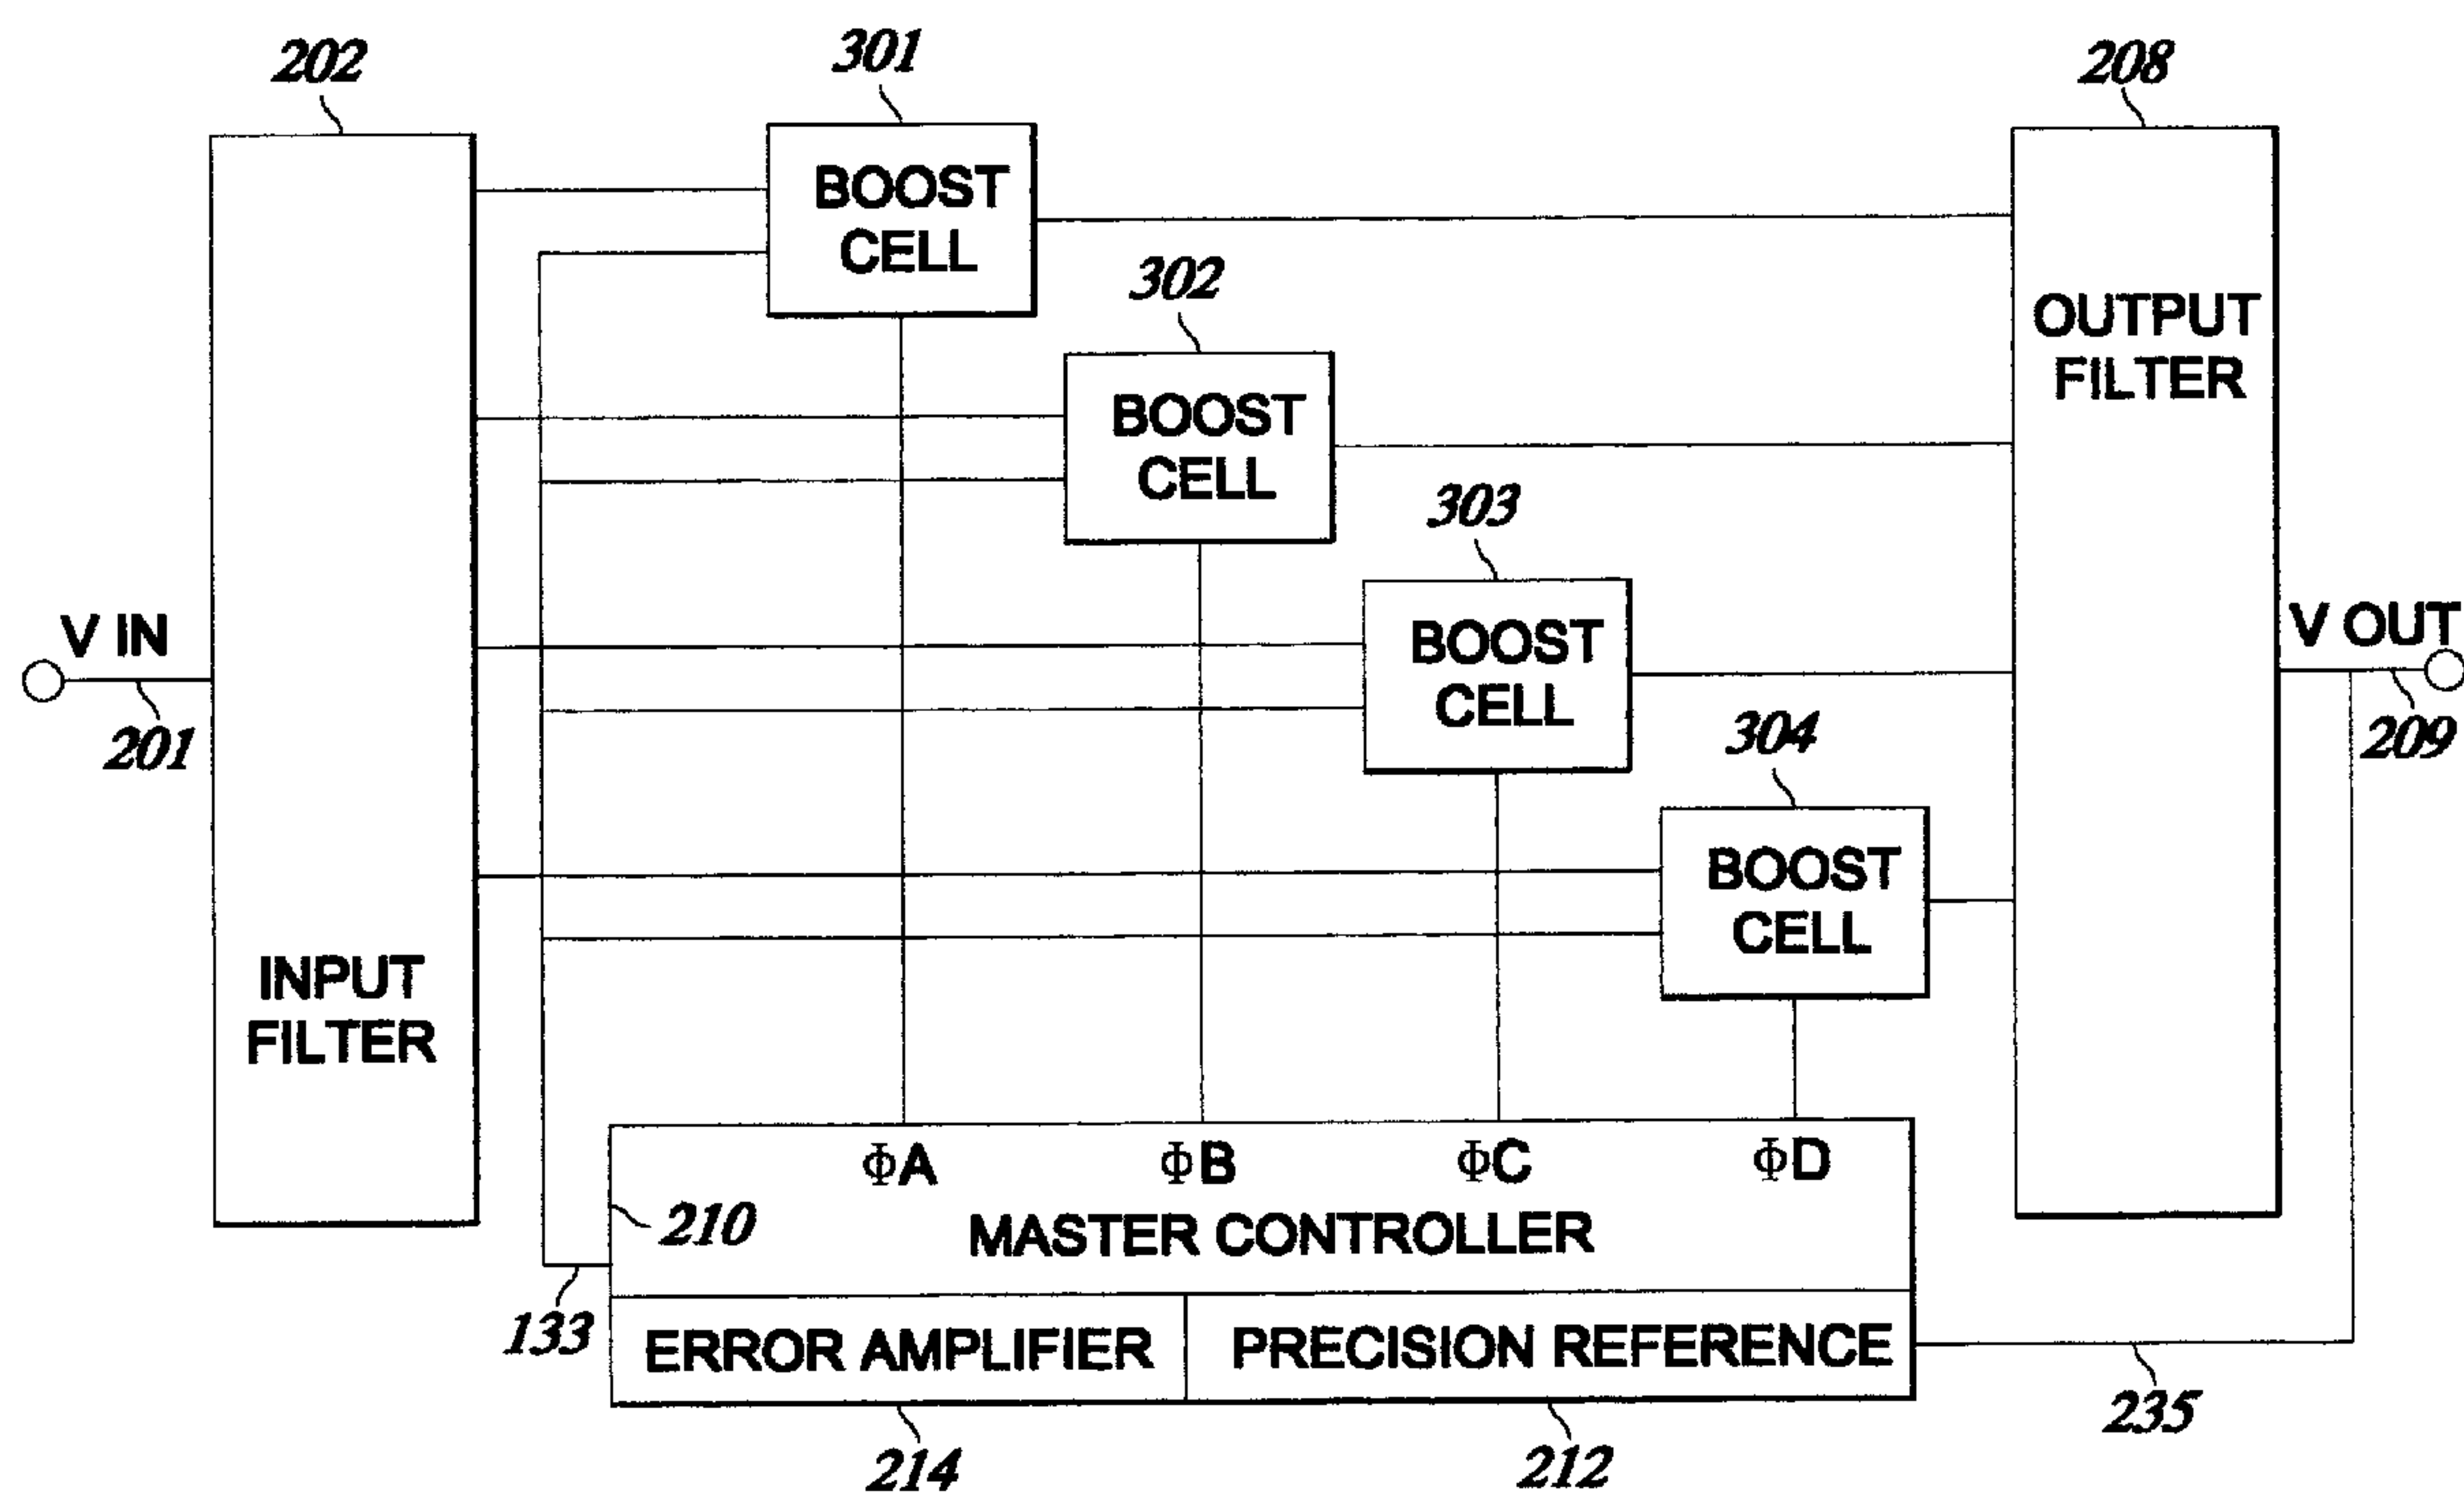 202
301
208
BOOST
CELL
302
OUTPUT
FILTER
BOOST
CELL
303
V IN
V OUT
BOOST
CELL
201
209
304
BOOST
CELL
INPUT
FILTER
ΦA
ΦB
ΦC
ΦD
210
MASTER CONTROLLER
133
ERROR AMPLIFIER
PRECISION REFERENCE
235
214
212